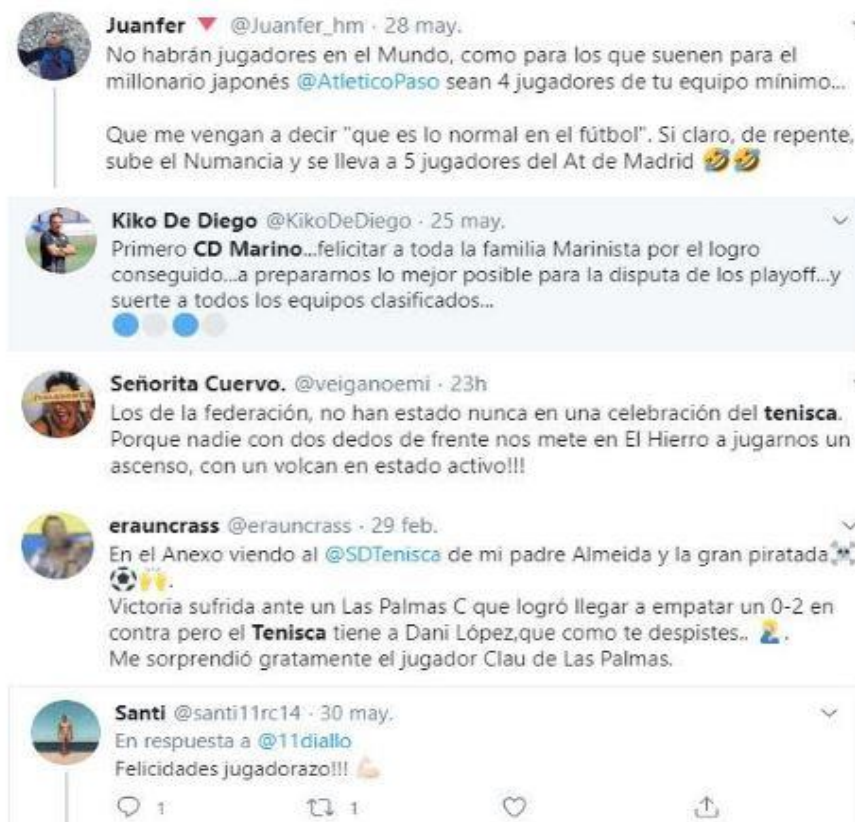 Juanfer 🔻 @Juanfer_hm · 28 may.
No habrán jugadores en el Mundo, como para los que suenen para el
millonario japonés @AtleticoPaso sean 4 jugadores de tu equipo mínimo...
Que me vengan a decir "que es lo normal en el fútbol". Si claro, de repente,
sube el Numancia y se lleva a 5 jugadores del At de Madrid 🤣🤣
Kiko De Diego @KikoDeDiego · 25 may.
Primero CD Marino...felicitar a toda la familia Marinista por el logro
conseguido...a prepararnos lo mejor posible para la disputa de los playoff...y
suerte a todos los equipos clasificados...
🔵⚪🔵⚪
Señorita Cuervo. @veiganoemi · 23h
Los de la federación, no han estado nunca en una celebración del tenisca.
Porque nadie con dos dedos de frente nos mete en El Hierro a jugarnos un
ascenso, con un volcan en estado activo!!!
erauncrass @erauncrass · 29 feb.
En el Anexo viendo al @SDTenisca de mi padre Almeida y la gran piratada☠️
⚽🙌.
Victoria sufrida ante un Las Palmas C que logró llegar a empatar un 0-2 en
contra pero el Tenisca tiene a Dani López,que como te despistes.. 🤦‍♂️.
Me sorprendió gratamente el jugador Clau de Las Palmas.
Santi @santi11rc14 · 30 may.
En respuesta a @11diallo
Felicidades jugadorazo!!! 💪🏻
1 1